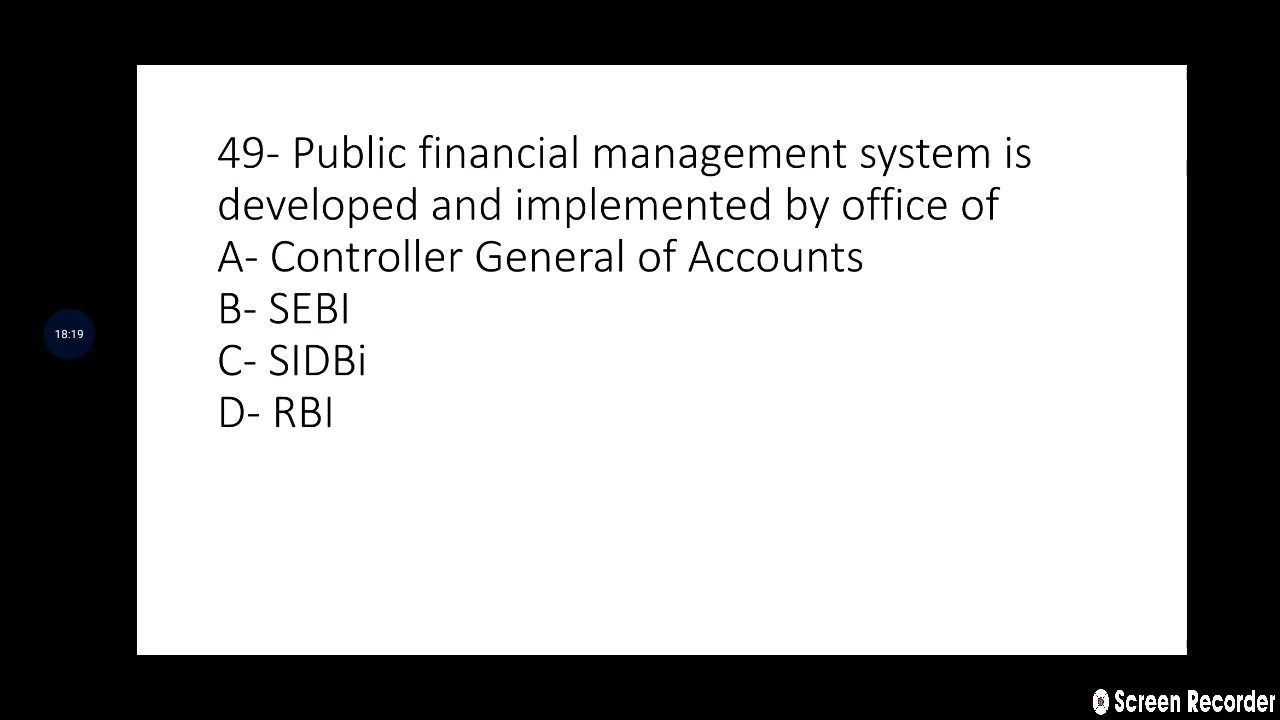 49- Public financial management system is
developed and implemented by office of
A- Controller General of Accounts
B- SEBI
C- SIDBi
D- RBI
18:19
Screen Recorder